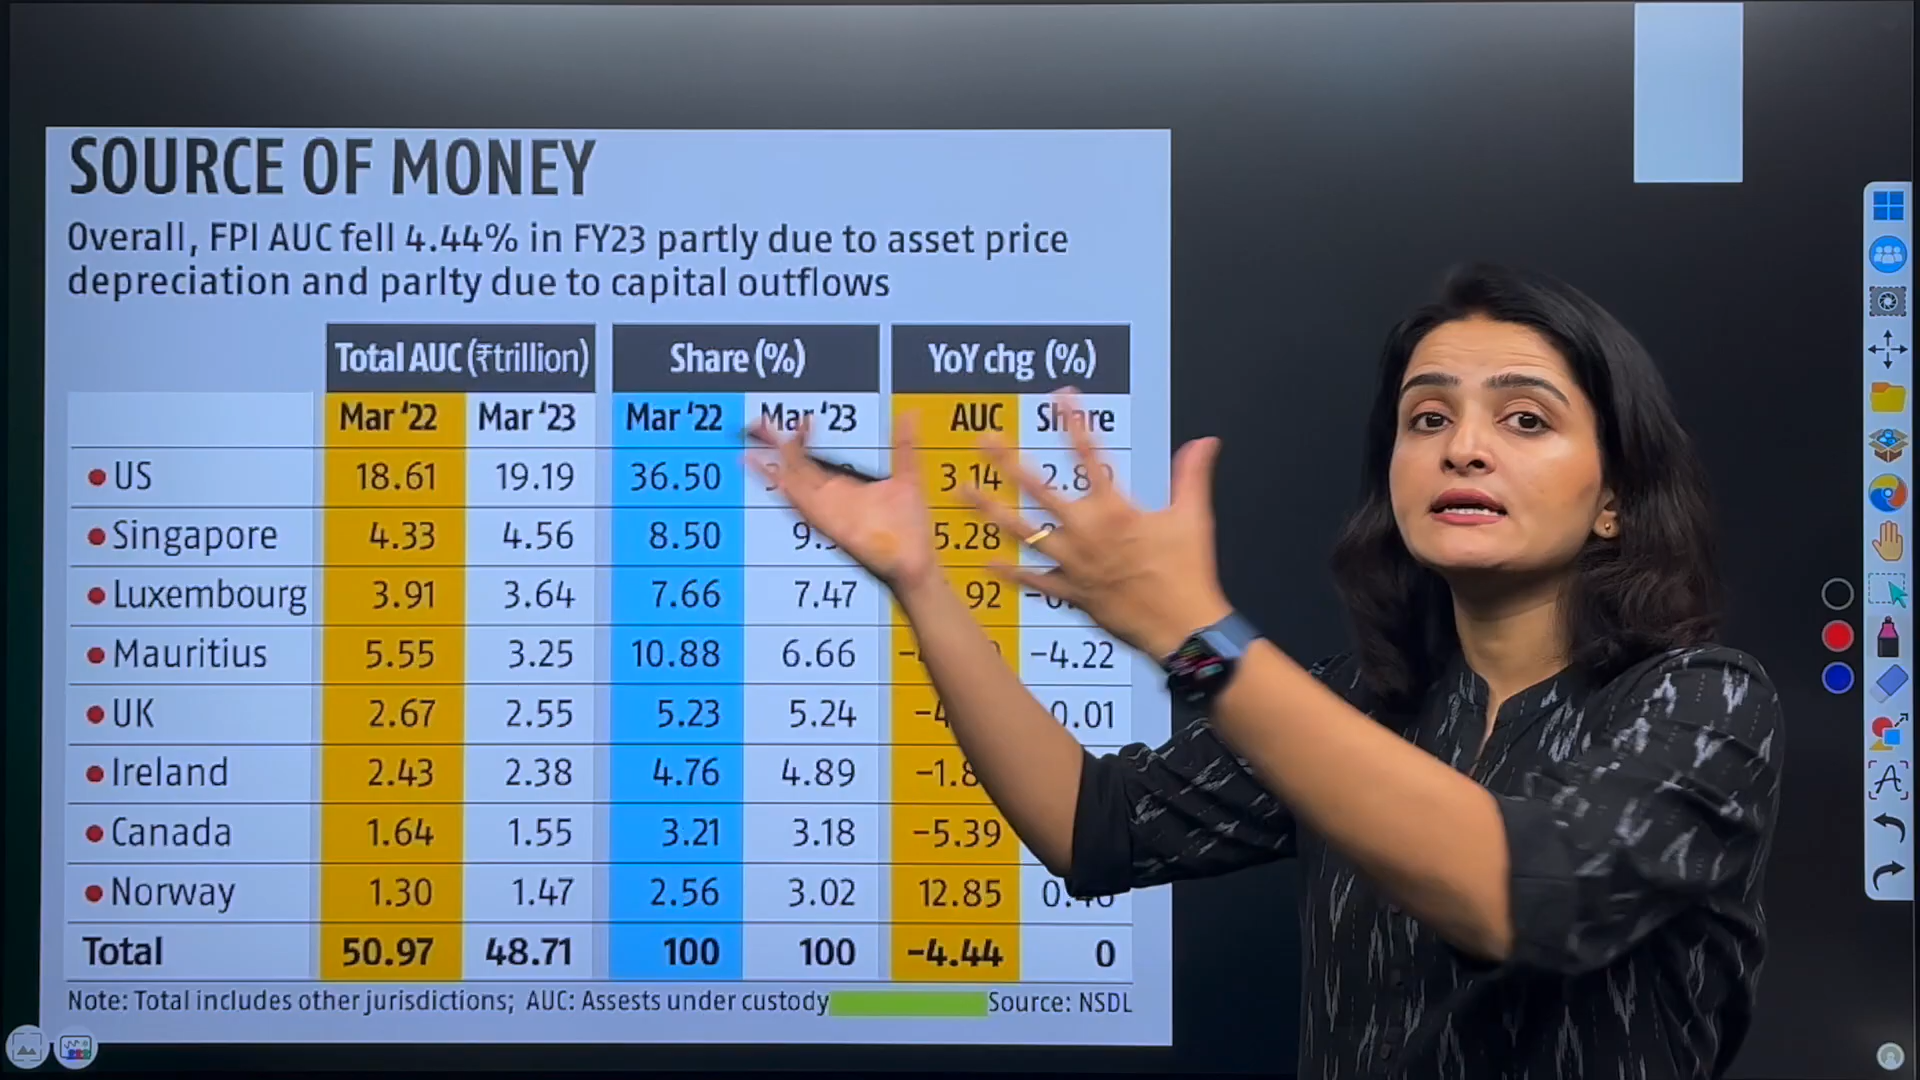 SOURCE OF MONEY
Overall, FPI AUC fell 4.44% in FY23 partly due to asset price
depreciation and parlty due to capital outflows
Total AUC (₹trillion) Share (%) YoY chg (%)
Mar '22 Mar '23 Mar '22 Mar '23 AUC Share
US 18.61 19.19 36.50 3.14
Singapore 4.33 4.56 8.50 5.28
Luxembourg 3.91 3.64 7.66 7.47
Mauritius 5.55 3.25 10.88 6.66 −4.22
UK 2.67 2.55 5.23 5.24 0.01
Ireland 2.43 2.38 4.76 4.89
Canada 1.64 1.55 3.21 3.18 −5.39
Norway 1.30 1.47 2.56 3.02 12.85
Total 50.97 48.71 100 100 −4.44 0
Note: Total includes other jurisdictions; AUC: Assests under custody Source: NSDL